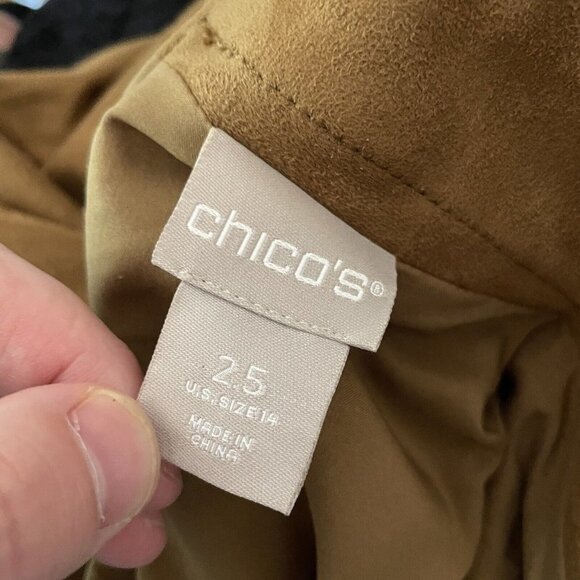 chico's®
2.5
U.S. SIZE 14
MADE IN
CHINA